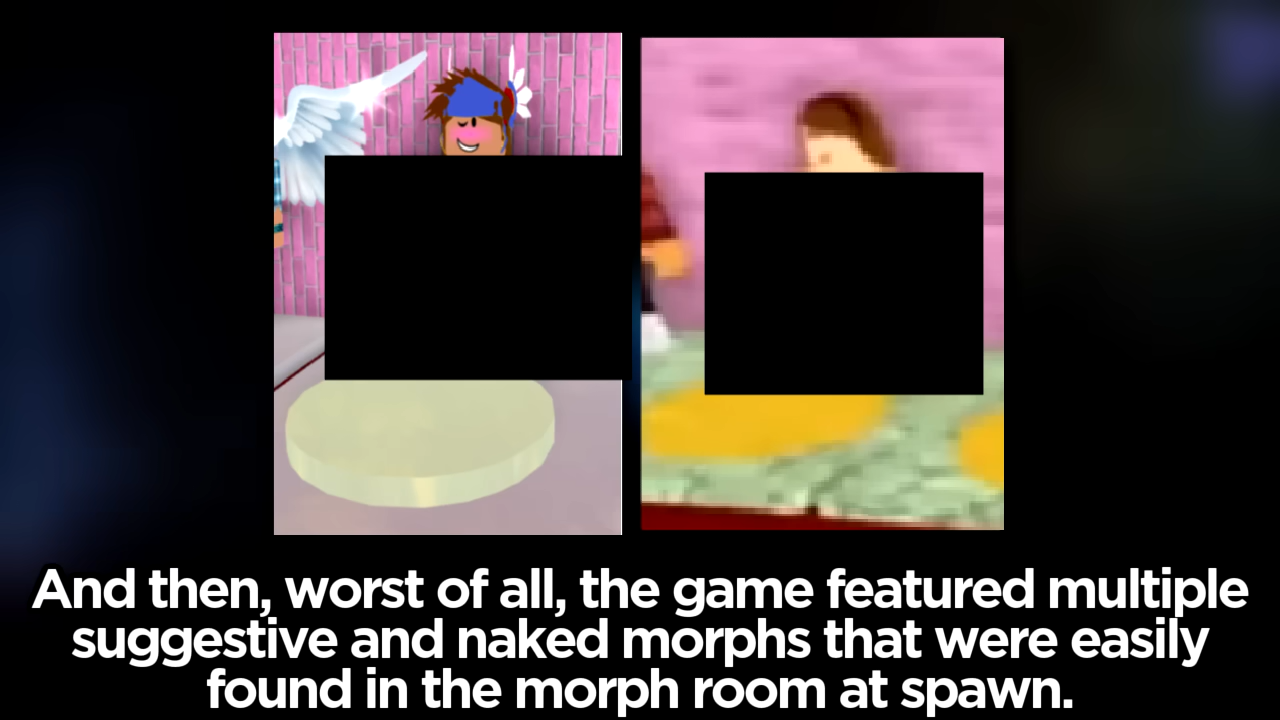 And then, worst of all, the game featured multiple
suggestive and naked morphs that were easily
found in the morph room at spawn.